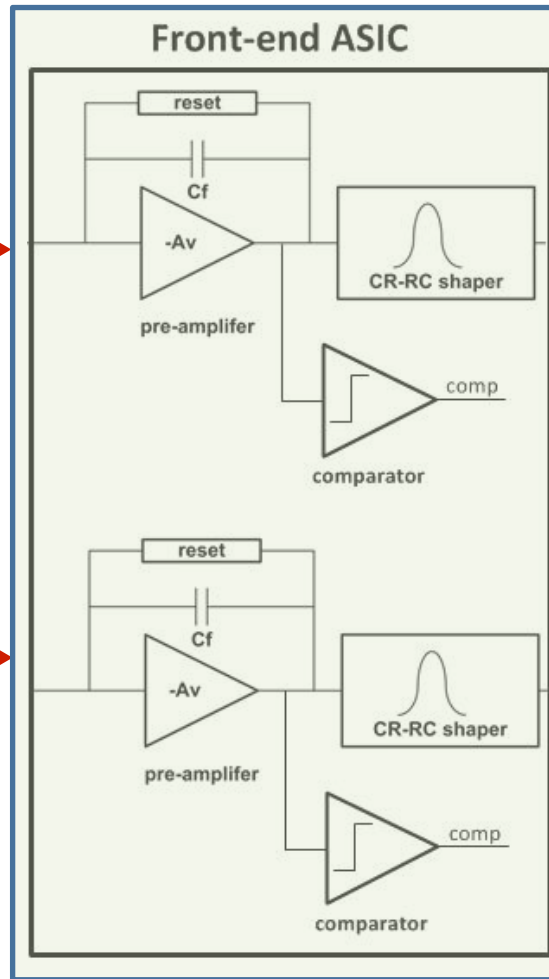 Front-end ASIC
reset
Cf
-Av
CR-RC shaper
pre-amplifer
comp
comparator
reset
Cf
-Av
CR-RC shaper
pre-amplifer
comp
comparator